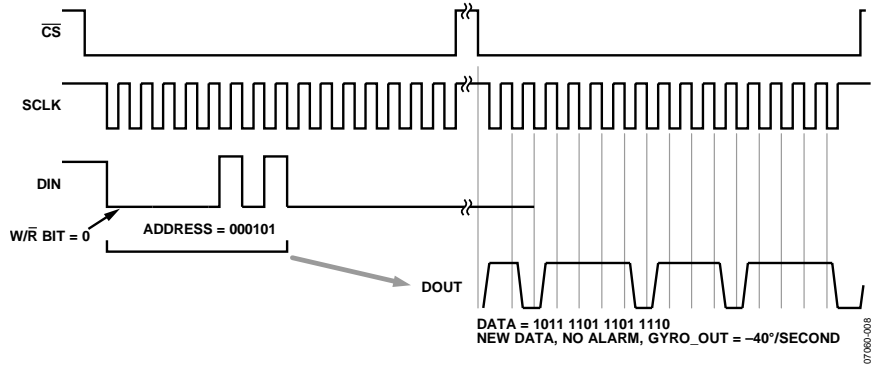 CS
SCLK
DIN
W/R BIT = 0
ADDRESS = 000101
DOUT
DATA = 1011 1101 1101 1110
NEW DATA, NO ALARM, GYRO_OUT = –40°/SECOND
07060-008